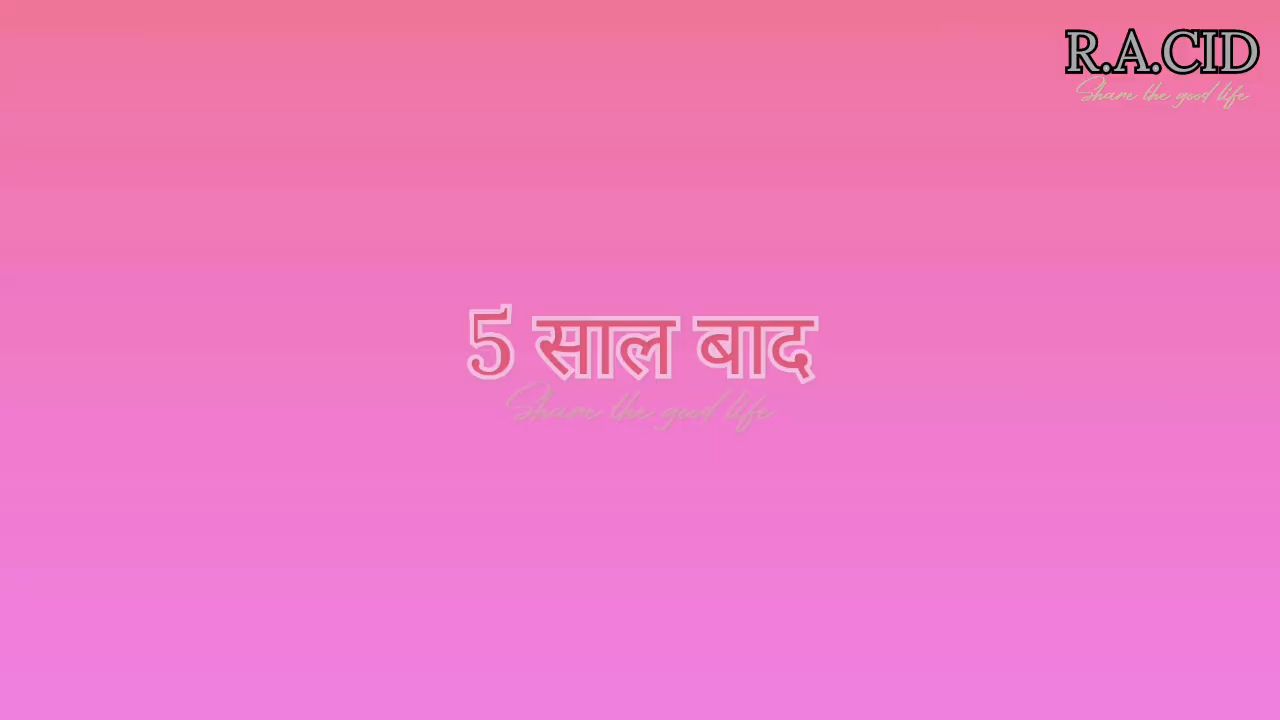 R.A.CID
Share the good life
5 साल बाद
Share the good life